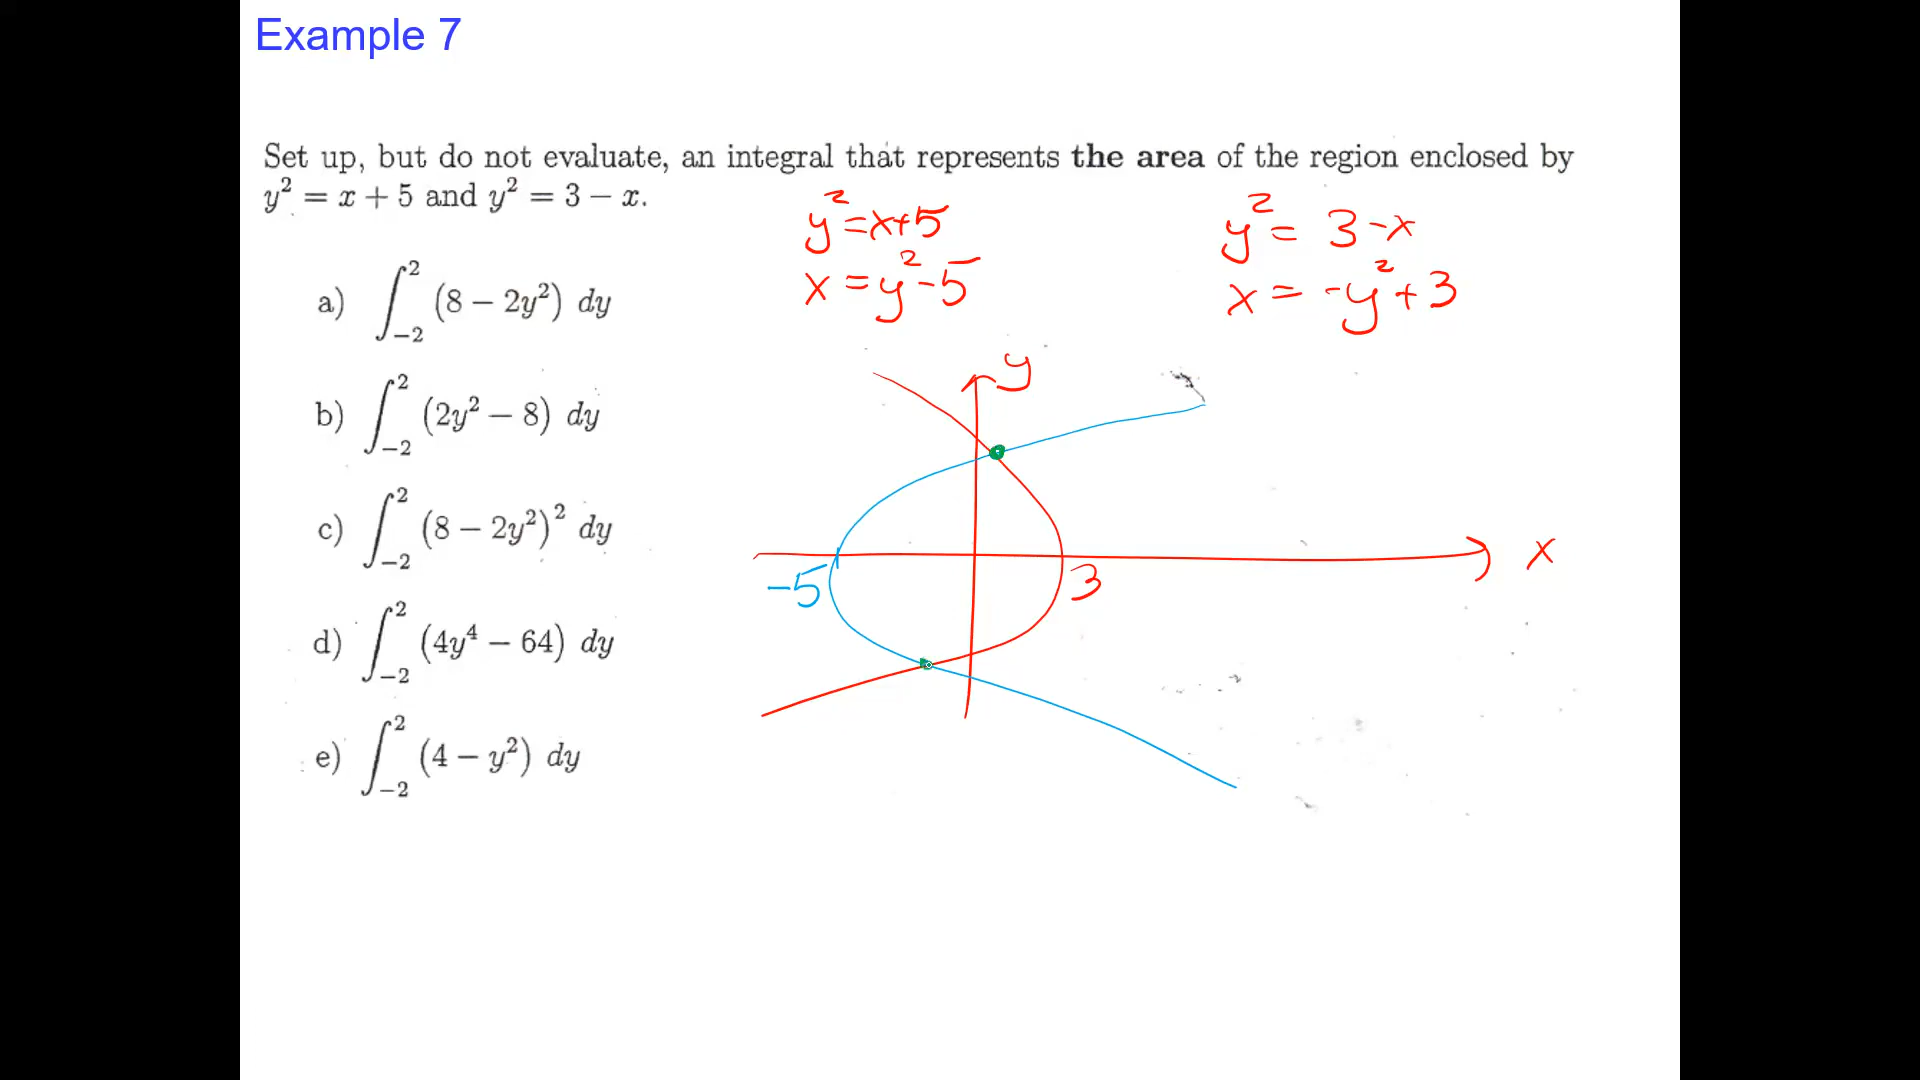 Example 7
Set up, but do not evaluate, an integral that represents the area of the region enclosed by
y² = x + 5 and y² = 3 − x.
y² = x+5
x = y² - 5
y² = 3 - x
x = -y² + 3
a) ∫_{−2}^{2} (8 − 2y²) dy
b) ∫_{−2}^{2} (2y² − 8) dy
c) ∫_{−2}^{2} (8 − 2y²)² dy
d) ∫_{−2}^{2} (4y⁴ − 64) dy
e) ∫_{−2}^{2} (4 − y²) dy
y
x
-5
3